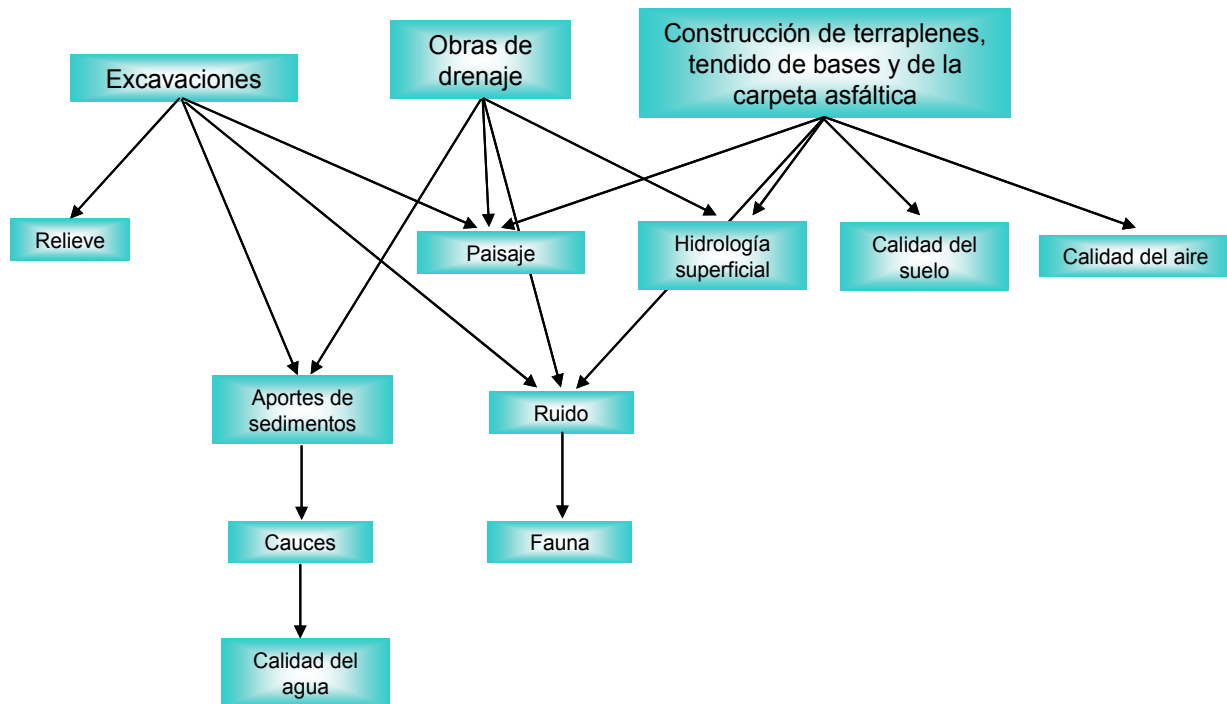 Excavaciones
Obras de
drenaje
Construcción de terraplenes,
tendido de bases y de la
carpeta asfáltica
Relieve
Paisaje
Hidrología
superficial
Calidad del
suelo
Calidad del aire
Aportes de
sedimentos
Ruido
Cauces
Fauna
Calidad del
agua